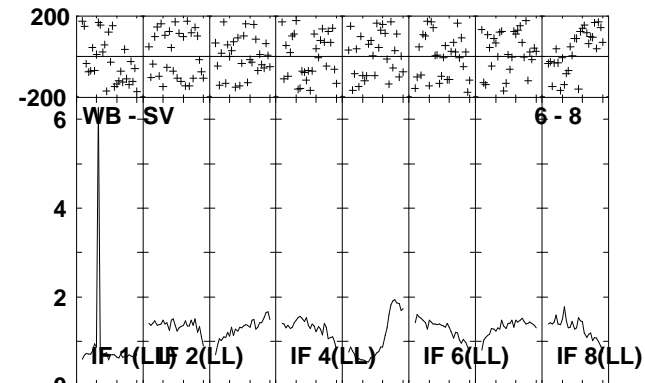 200
-200
WB - SV
6 - 8
6
4
2
0
IF 1(LL)
IF 2(LL)
IF 4(LL)
IF 6(LL)
IF 8(LL)